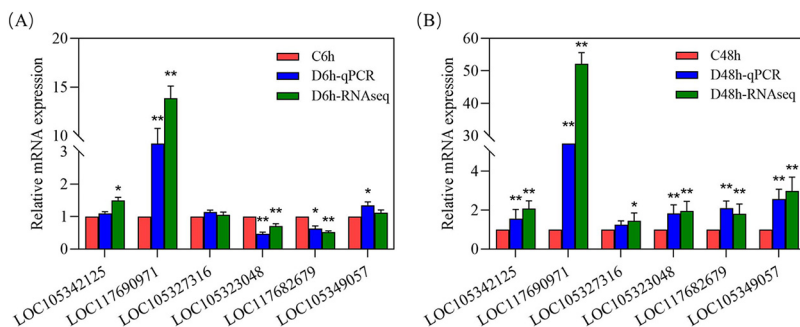 (A)
Relative mRNA expression
20
15
10
3
2
1
0
C6h
D6h-qPCR
D6h-RNAseq
*
**
**
**
**
*
**
*
LOC105342125
LOC117690971
LOC105327316
LOC105323048
LOC117682679
LOC105349057
(B)
Relative mRNA expression
60
50
40
30
4
2
0
C48h
D48h-qPCR
D48h-RNAseq
**
**
**
**
*
**
**
**
**
**
**
LOC105342125
LOC117690971
LOC105327316
LOC105323048
LOC117682679
LOC105349057